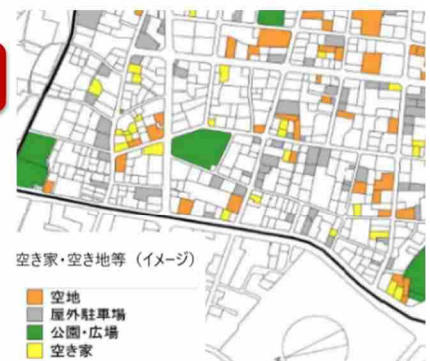 空き家・空き地等（イメージ）
空地
屋外駐車場
公園・広場
空き家